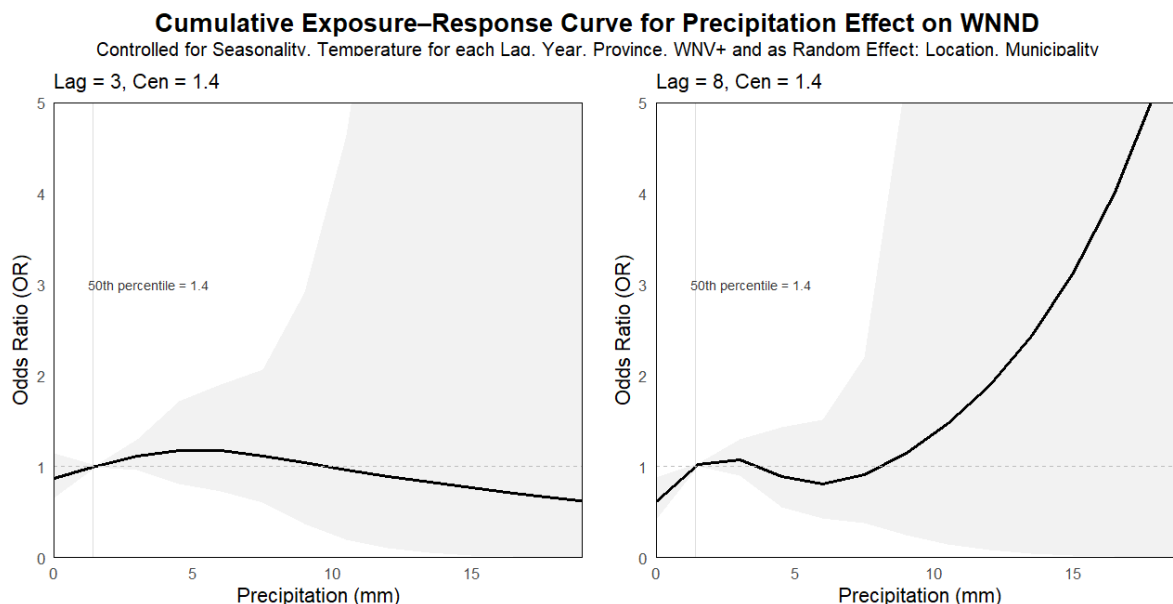 Cumulative Exposure–Response Curve for Precipitation Effect on WNND
Controlled for Seasonality, Temperature for each Lag, Year, Province, WNV+ and as Random Effect: Location, Municipality
Lag = 3, Cen = 1.4
Odds Ratio (OR)
5
4
3
2
1
0
50th percentile = 1.4
0 5 10 15
Precipitation (mm)
Lag = 8, Cen = 1.4
Odds Ratio (OR)
5
4
3
2
1
0
50th percentile = 1.4
0 5 10 15
Precipitation (mm)